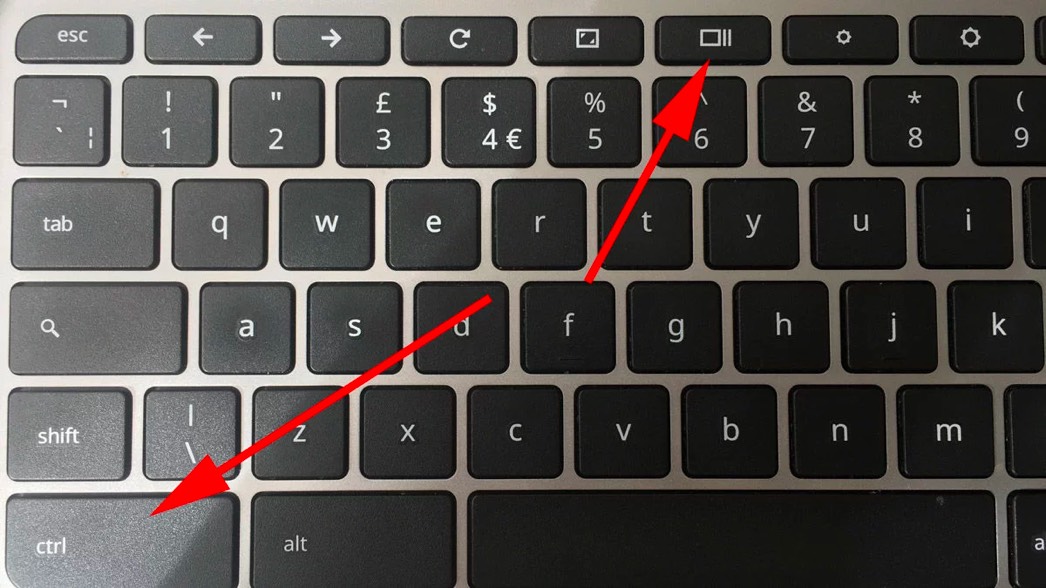 esc
¬ ! " £ $ % ^ & * (
` ¦ 1 2 3 4 € 5 6 7 8 9
tab q w e r t y u i
a s d f g h j k
shift | z x c v b n m
\
ctrl alt a